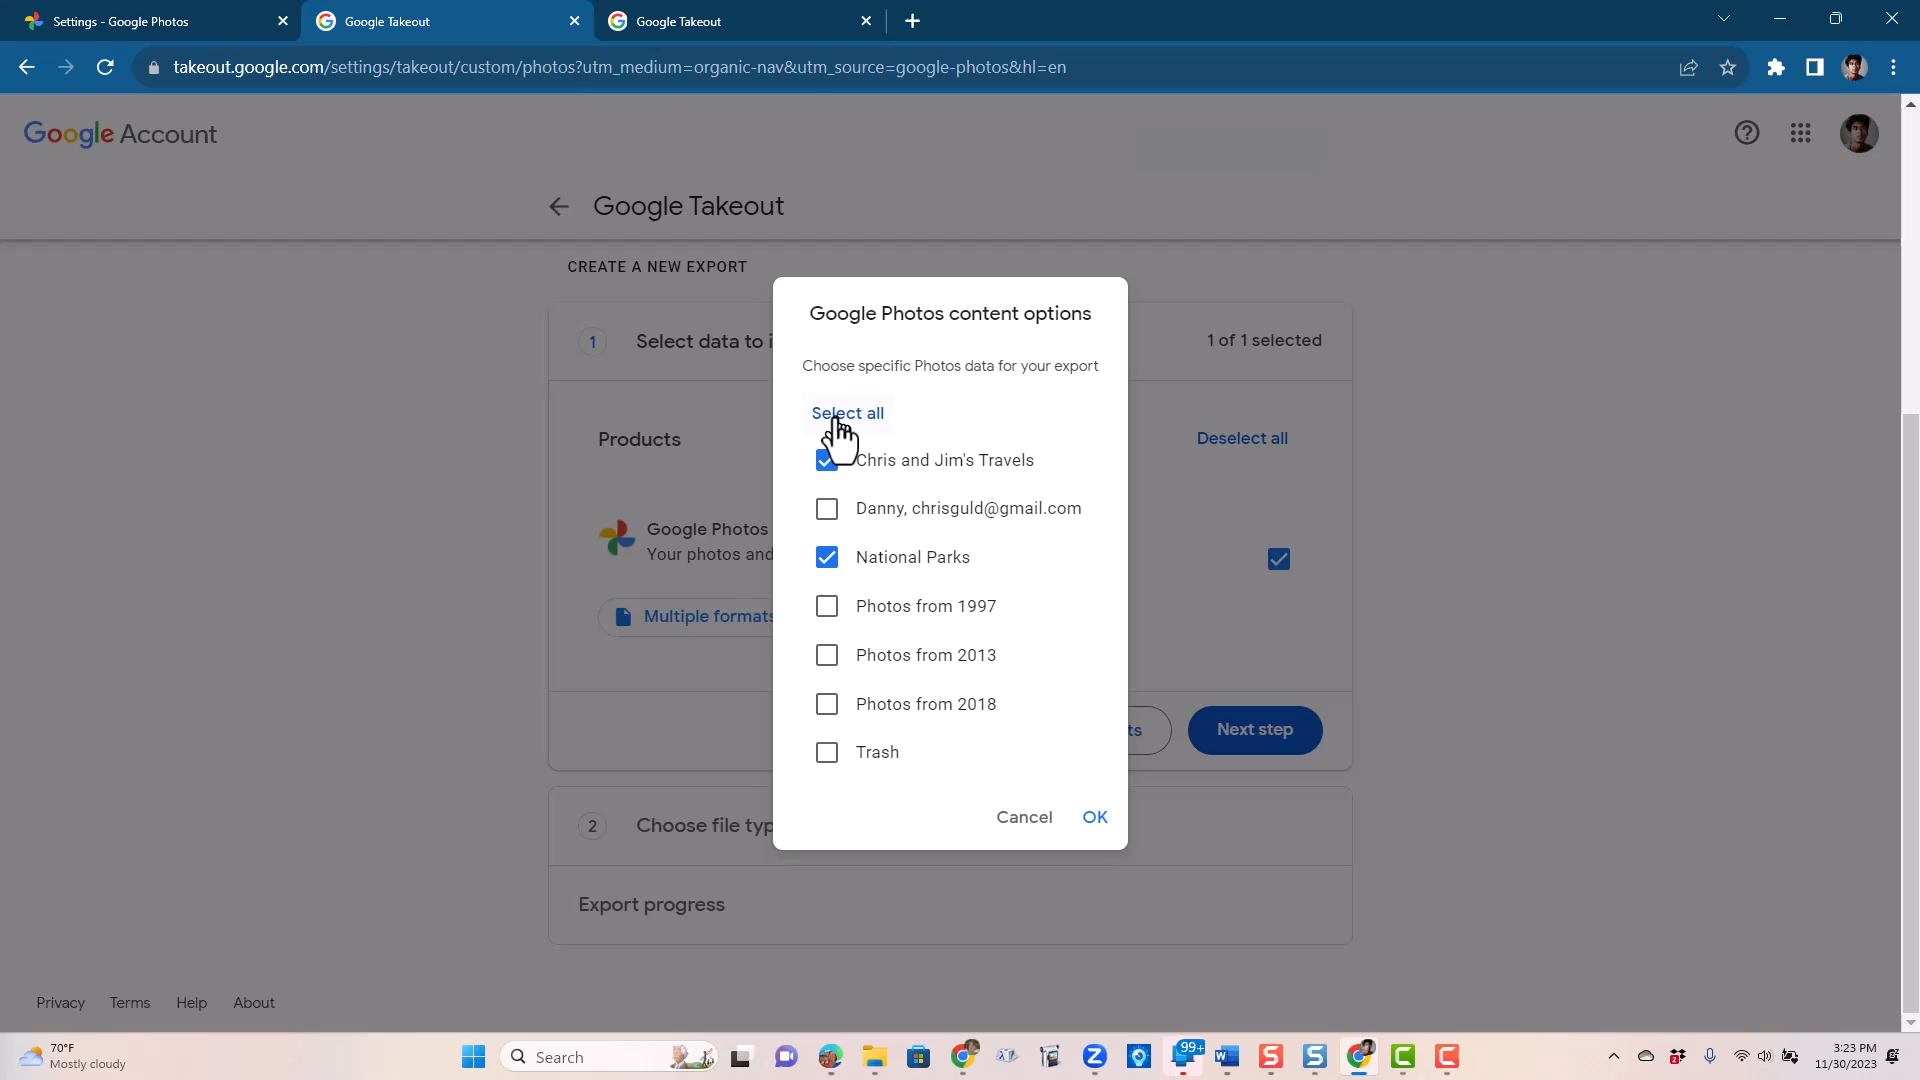 Settings - Google Photos
Google Takeout
Google Takeout
takeout.google.com/settings/takeout/custom/photos?utm_medium=organic-nav&utm_source=google-photos&hl=en
Google Account
Google Takeout
CREATE A NEW EXPORT
1
Select data to i
1 of 1 selected
Products
Deselect all
Google Photos
Your photos and
Multiple formats
ts
Next step
2
Choose file typ
Export progress
Google Photos content options
Choose specific Photos data for your export
Select all
Chris and Jim's Travels
Danny, chrisguld@gmail.com
National Parks
Photos from 1997
Photos from 2013
Photos from 2018
Trash
Cancel
OK
Privacy
Terms
Help
About
70°F
Mostly cloudy
Search
99+
3:23 PM
11/30/2023